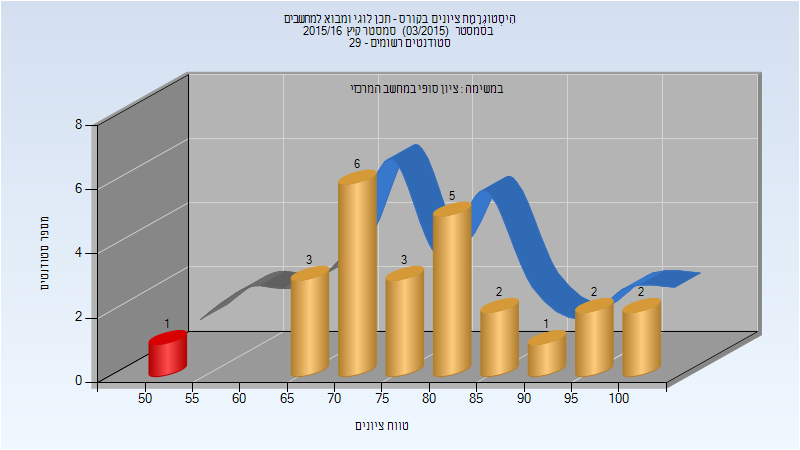 היסטוגרמת ציונים בקורס - תכן לוגי ומבוא למחשבים
בסמסטר (03/2015) סמסטר קיץ 2015/16
סטודנטים רשומים - 29
במשימה : ציון סופי במחשב המרכזי
8
6
4
2
0
מספר סטודנטים
1
3
6
3
5
2
1
2
2
50 55 60 65 70 75 80 85 90 95 100
טווח ציונים